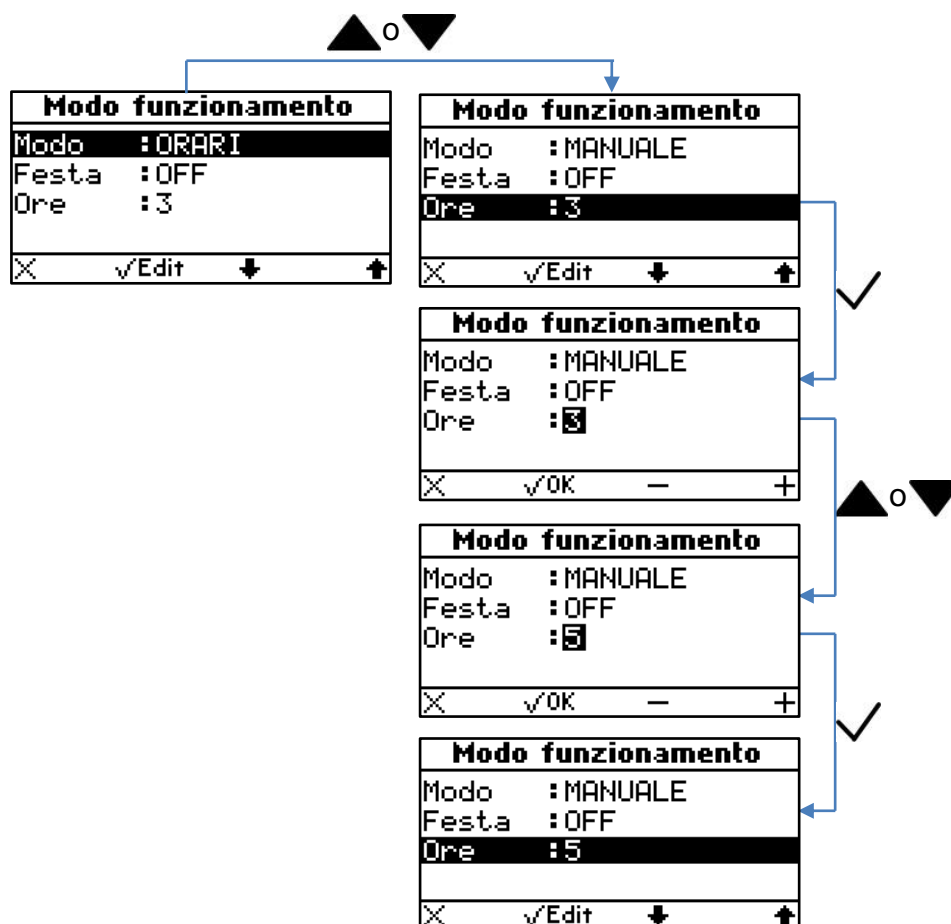 o
Modo funzionamento
Modo :ORARI
Festa :OFF
Ore :3
X √Edit
Modo funzionamento
Modo :MANUALE
Festa :OFF
Ore :3
X √Edit
Modo funzionamento
Modo :MANUALE
Festa :OFF
Ore :3
X √OK − +
o
Modo funzionamento
Modo :MANUALE
Festa :OFF
Ore :5
X √OK − +
Modo funzionamento
Modo :MANUALE
Festa :OFF
Ore :5
X √Edit